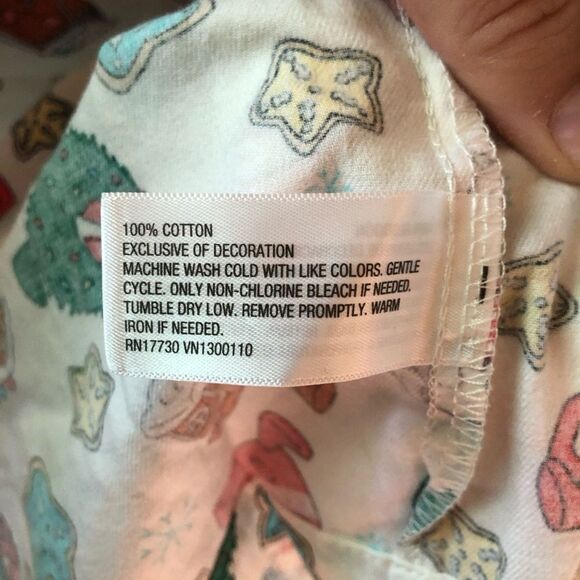 100% COTTON
EXCLUSIVE OF DECORATION
MACHINE WASH COLD WITH LIKE COLORS. GENTLE
CYCLE. ONLY NON-CHLORINE BLEACH IF NEEDED.
TUMBLE DRY LOW. REMOVE PROMPTLY. WARM
IRON IF NEEDED.
RN17730 VN1300110